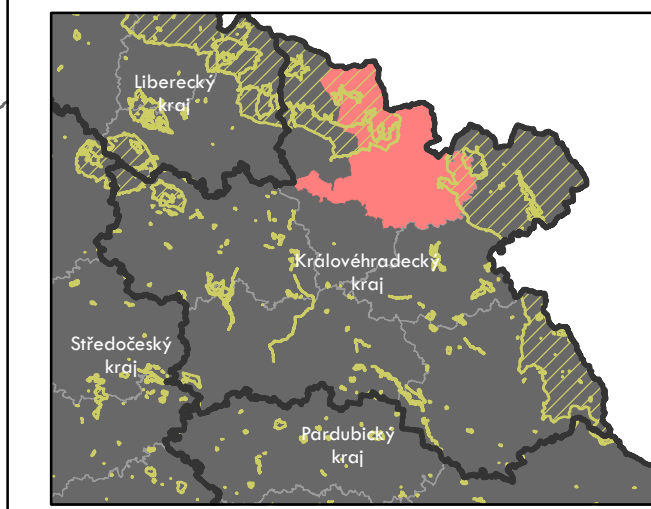 Liberecký
kraj
Královéhradecký
kraj
Středočeský
kraj
Pardubický
kraj